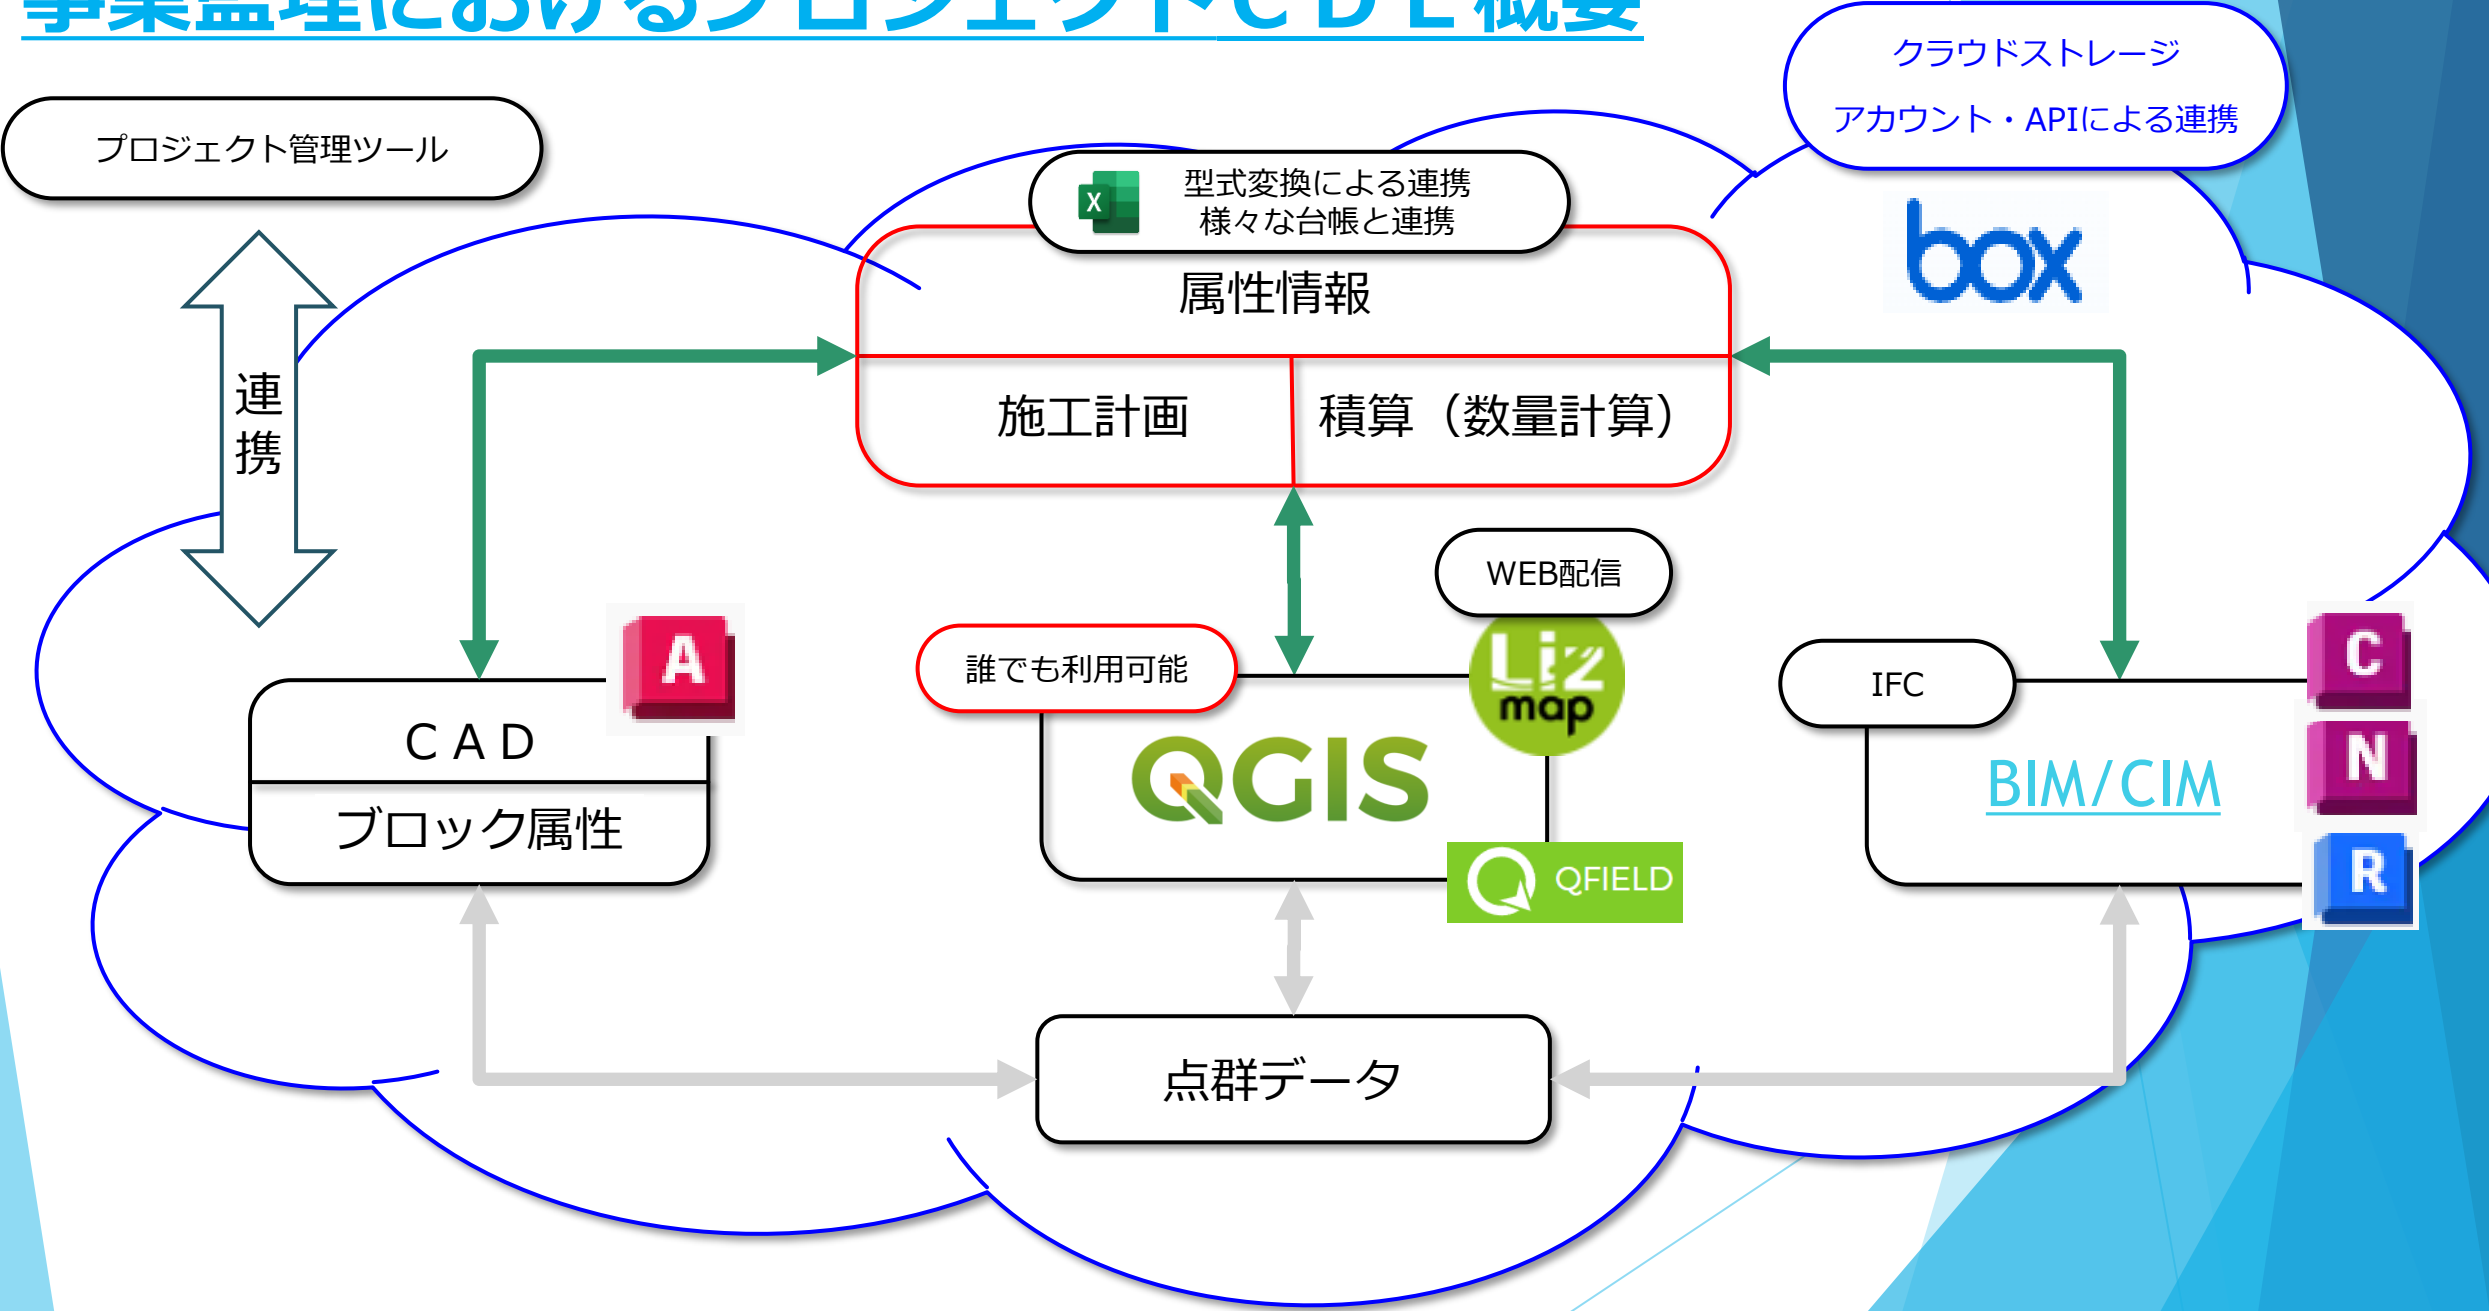 事業監理におけるプロジェクトＣＤＥ概要
クラウドストレージ
アカウント・APIによる連携
プロジェクト管理ツール
X
型式変換による連携
様々な台帳と連携
box
属性情報
連
携
施工計画
積算（数量計算）
WEB配信
誰でも利用可能
Liz
map
IFC
A
C
N
R
ＣＡＤ
ブロック属性
QGIS
BIM/CIM
QFIELD
点群データ